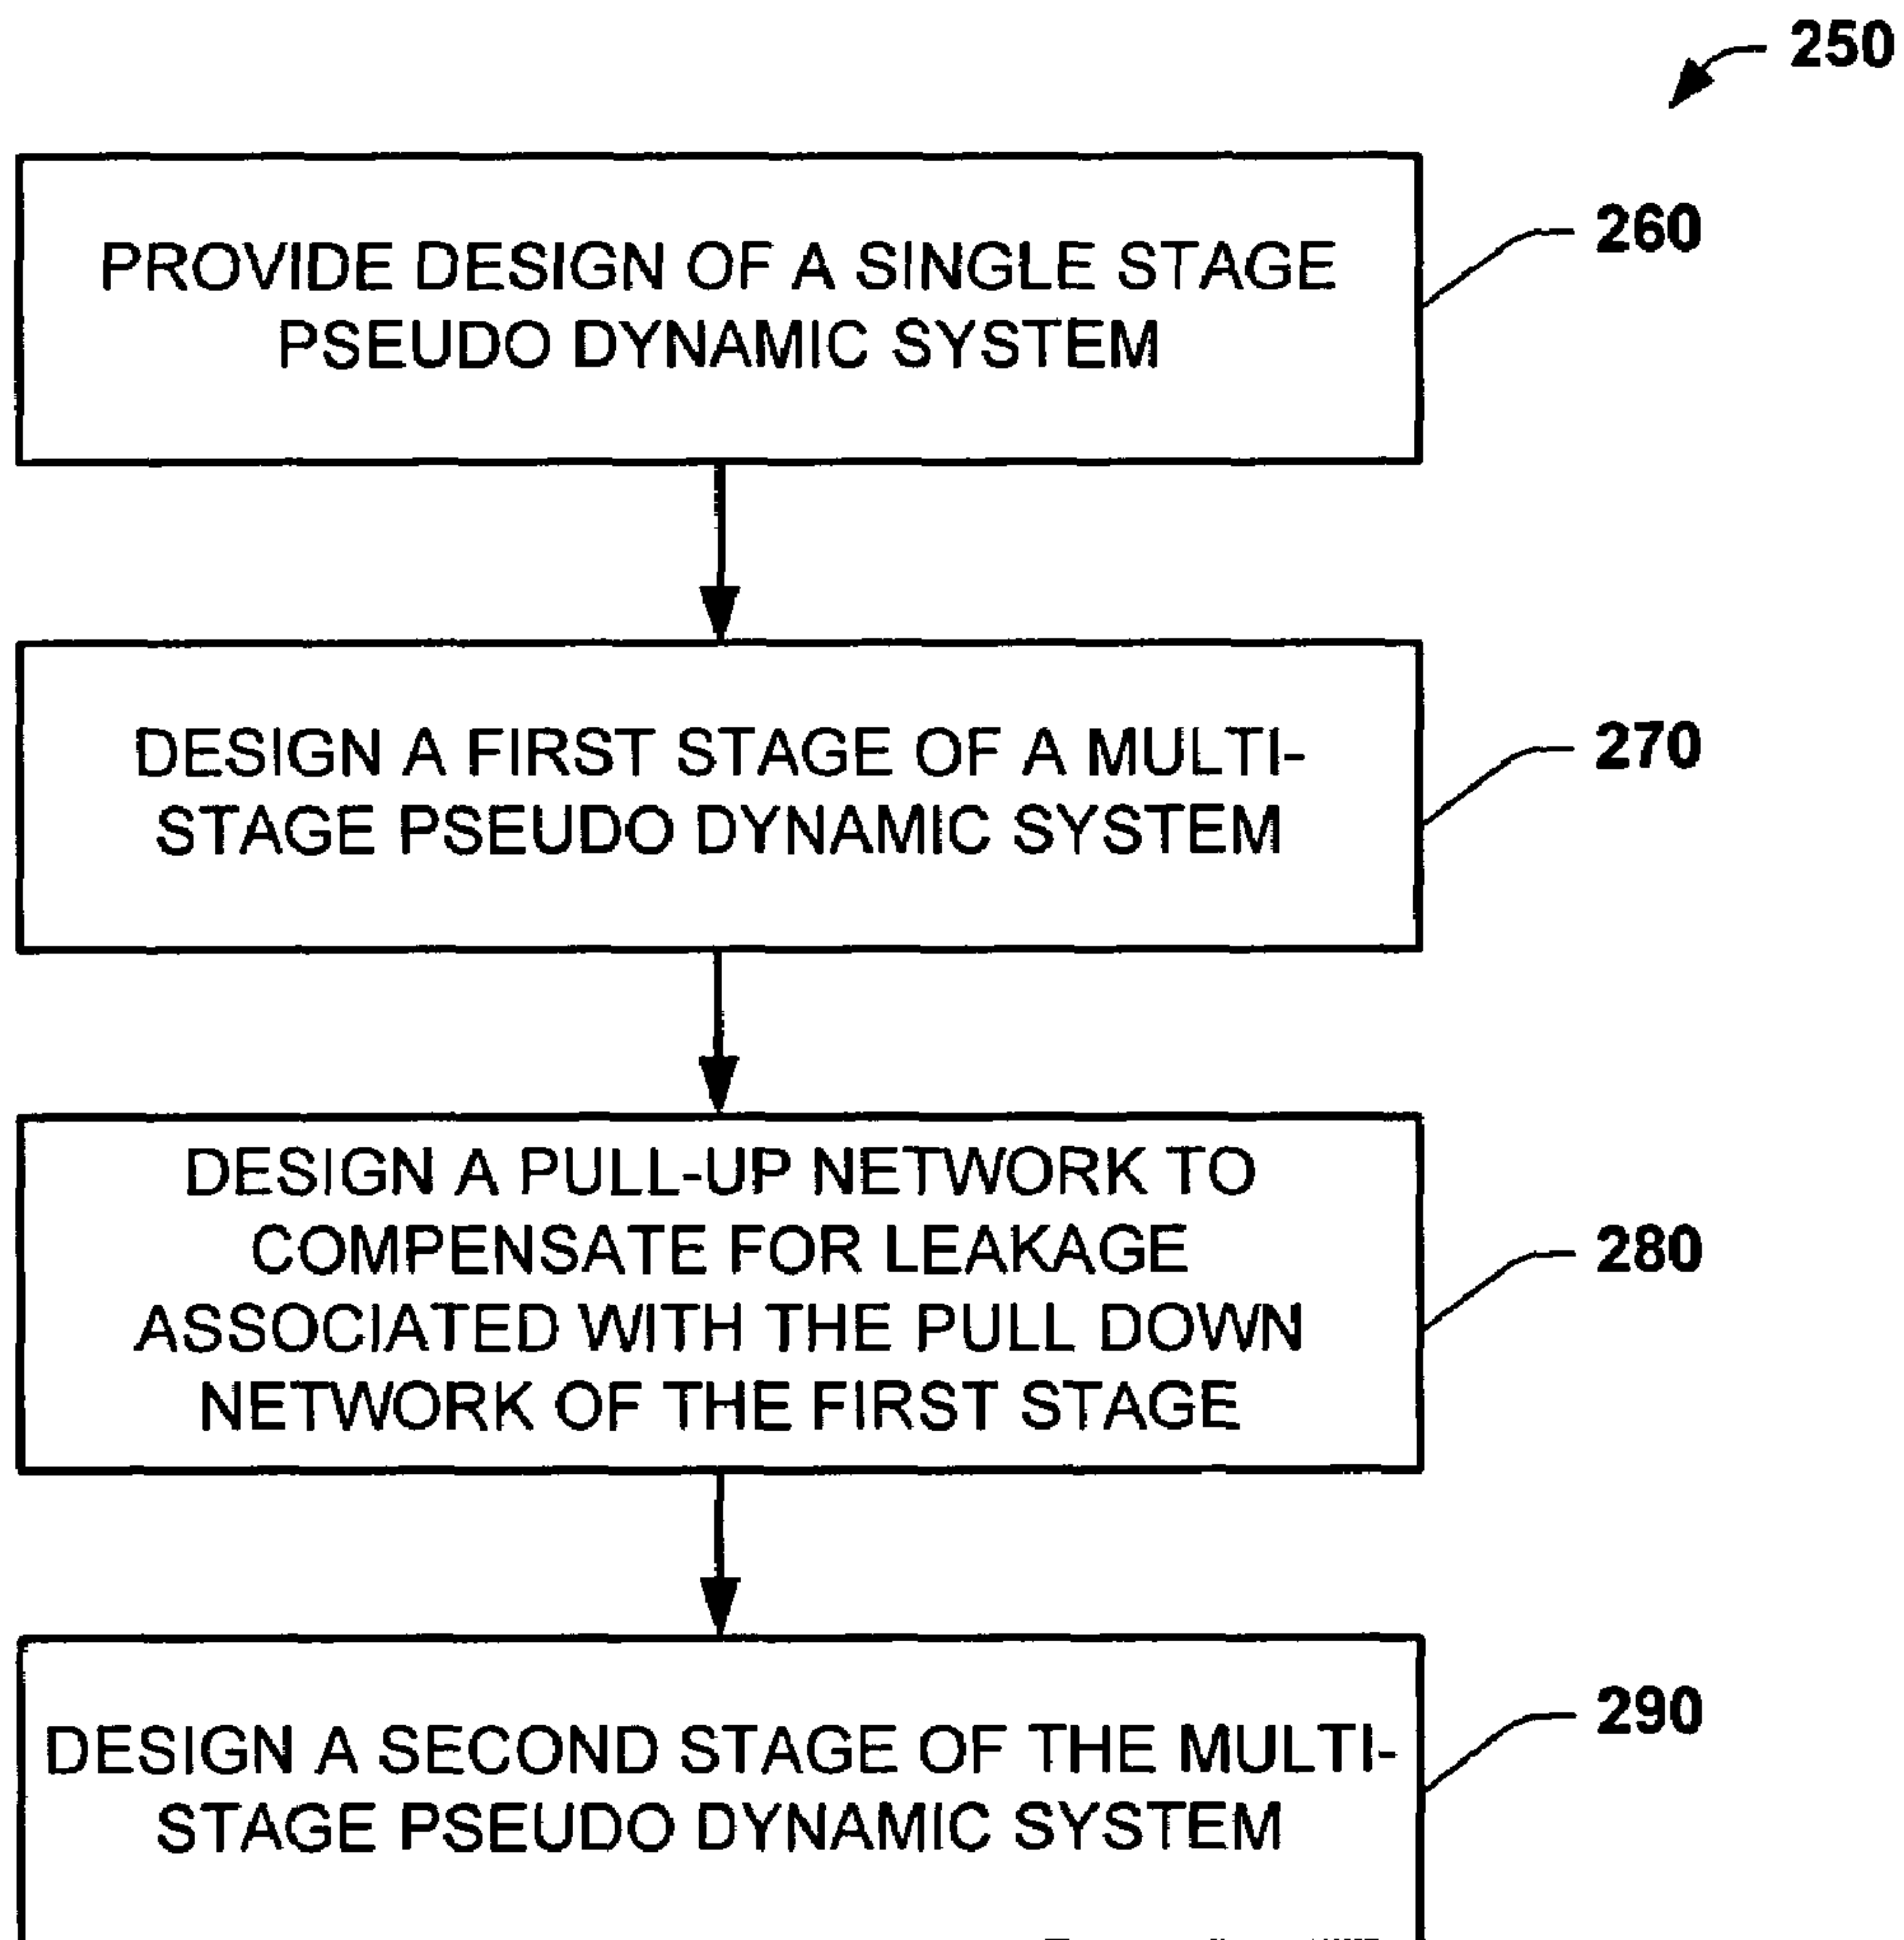 250
PROVIDE DESIGN OF A SINGLE STAGE
PSEUDO DYNAMIC SYSTEM
260
DESIGN A FIRST STAGE OF A MULTI-
STAGE PSEUDO DYNAMIC SYSTEM
270
DESIGN A PULL-UP NETWORK TO
COMPENSATE FOR LEAKAGE
ASSOCIATED WITH THE PULL DOWN
NETWORK OF THE FIRST STAGE
280
DESIGN A SECOND STAGE OF THE MULTI-
STAGE PSEUDO DYNAMIC SYSTEM
290